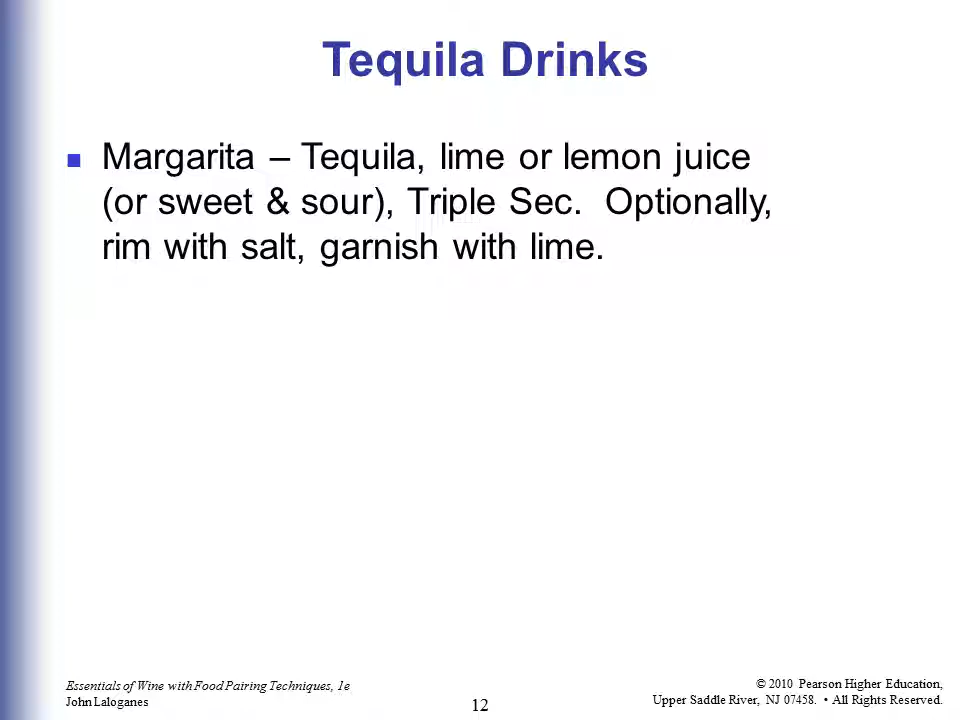 Tequila Drinks
Margarita – Tequila, lime or lemon juice
(or sweet & sour), Triple Sec.  Optionally,
rim with salt, garnish with lime.
Essentials of Wine with Food Pairing Techniques, 1e
John Laloganes
12
© 2010 Pearson Higher Education,
Upper Saddle River, NJ 07458. • All Rights Reserved.